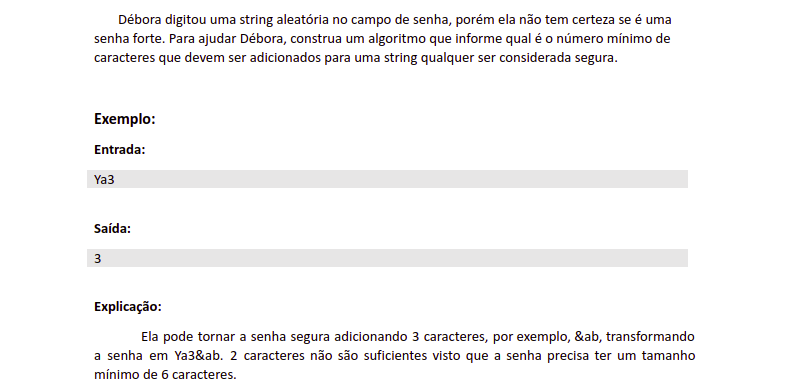 Débora digitou uma string aleatória no campo de senha, porém ela não tem certeza se é uma
senha forte. Para ajudar Débora, construa um algoritmo que informe qual é o número mínimo de
caracteres que devem ser adicionados para uma string qualquer ser considerada segura.
Exemplo:
Entrada:
Ya3
Saída:
3
Explicação:
Ela pode tornar a senha segura adicionando 3 caracteres, por exemplo, &ab, transformando
a senha em Ya3&ab. 2 caracteres não são suficientes visto que a senha precisa ter um tamanho
mínimo de 6 caracteres.